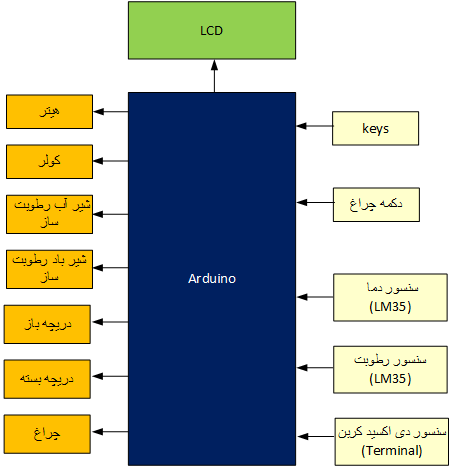 LCD
Arduino
هیتر
کولر
شیر آب رطوبت
ساز
شیر باد رطوبت
ساز
دریچه باز
دریچه بسته
چراغ
keys
دکمه چراغ
سنسور دما
(LM35)
سنسور رطوبت
(LM35)
سنسور دی اکسید کربن
(Terminal)